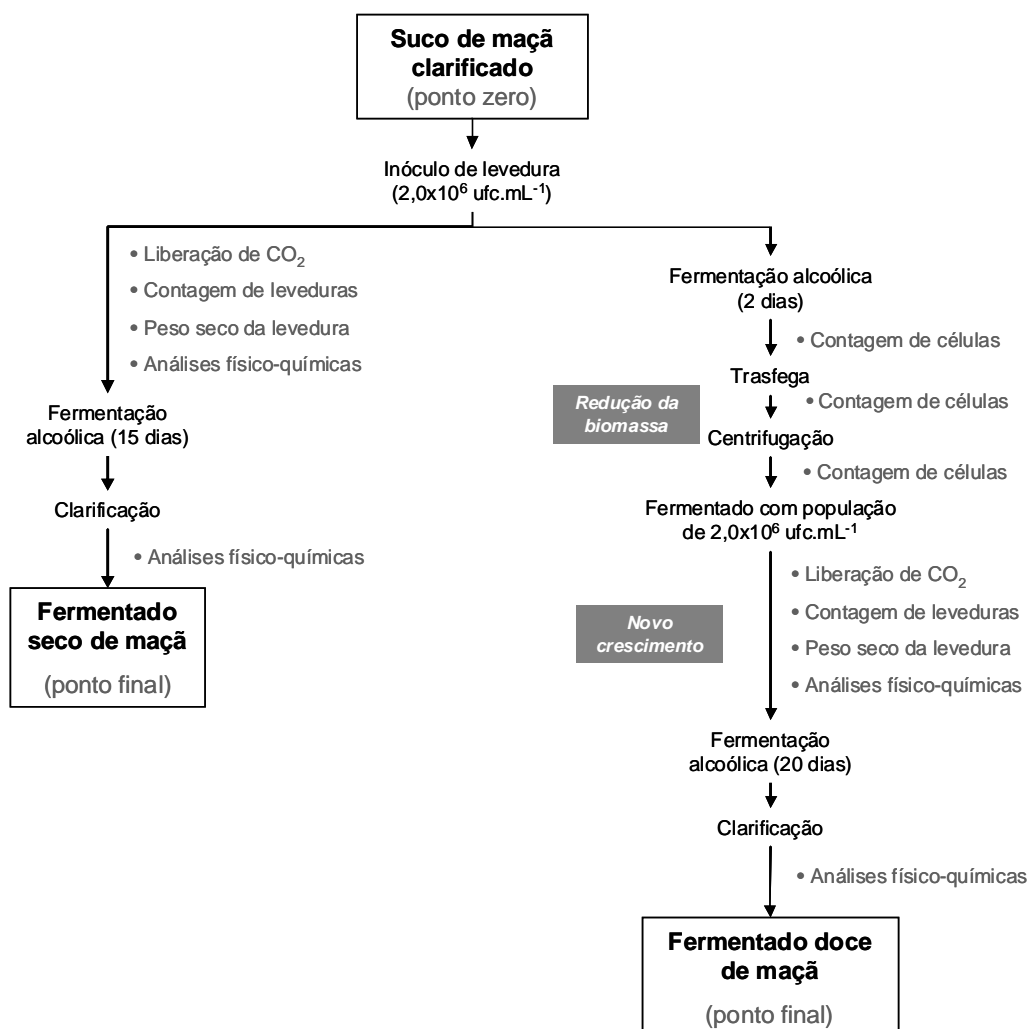 Suco de maçã
clarificado
(ponto zero)
Inóculo de levedura
(2,0x10⁶ ufc.mL⁻¹)
• Liberação de CO₂
• Contagem de leveduras
• Peso seco da levedura
• Análises físico-químicas
Fermentação
alcoólica (15 dias)
Clarificação
• Análises físico-químicas
Fermentado
seco de maçã
(ponto final)
Fermentação alcoólica
(2 dias)
• Contagem de células
Trasfega
Redução da
biomassa
• Contagem de células
Centrifugação
• Contagem de células
Fermentado com população
de 2,0x10⁶ ufc.mL⁻¹
• Liberação de CO₂
• Contagem de leveduras
• Peso seco da levedura
• Análises físico-químicas
Novo
crescimento
Fermentação
alcoólica (20 dias)
Clarificação
• Análises físico-químicas
Fermentado doce
de maçã
(ponto final)